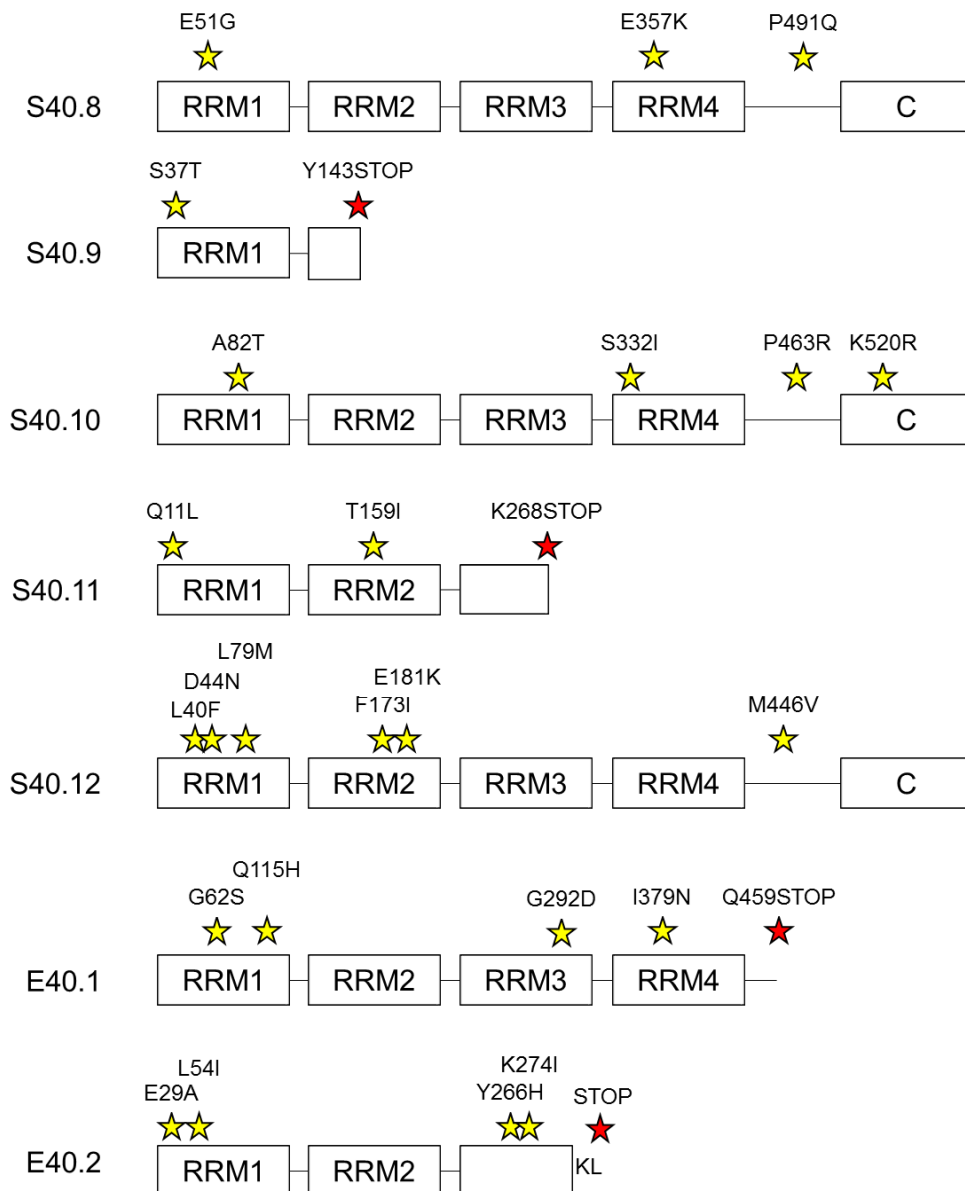 E51G E357K P491Q
S40.8 RRM1 RRM2 RRM3 RRM4 C
S37T Y143STOP
S40.9 RRM1
A82T S332I P463R K520R
S40.10 RRM1 RRM2 RRM3 RRM4 C
Q11L T159I K268STOP
S40.11 RRM1 RRM2
L79M
D44N E181K
L40F F173I M446V
S40.12 RRM1 RRM2 RRM3 RRM4 C
Q115H
G62S G292D I379N Q459STOP
E40.1 RRM1 RRM2 RRM3 RRM4
L54I K274I
E29A Y266H STOP
E40.2 RRM1 RRM2 KL